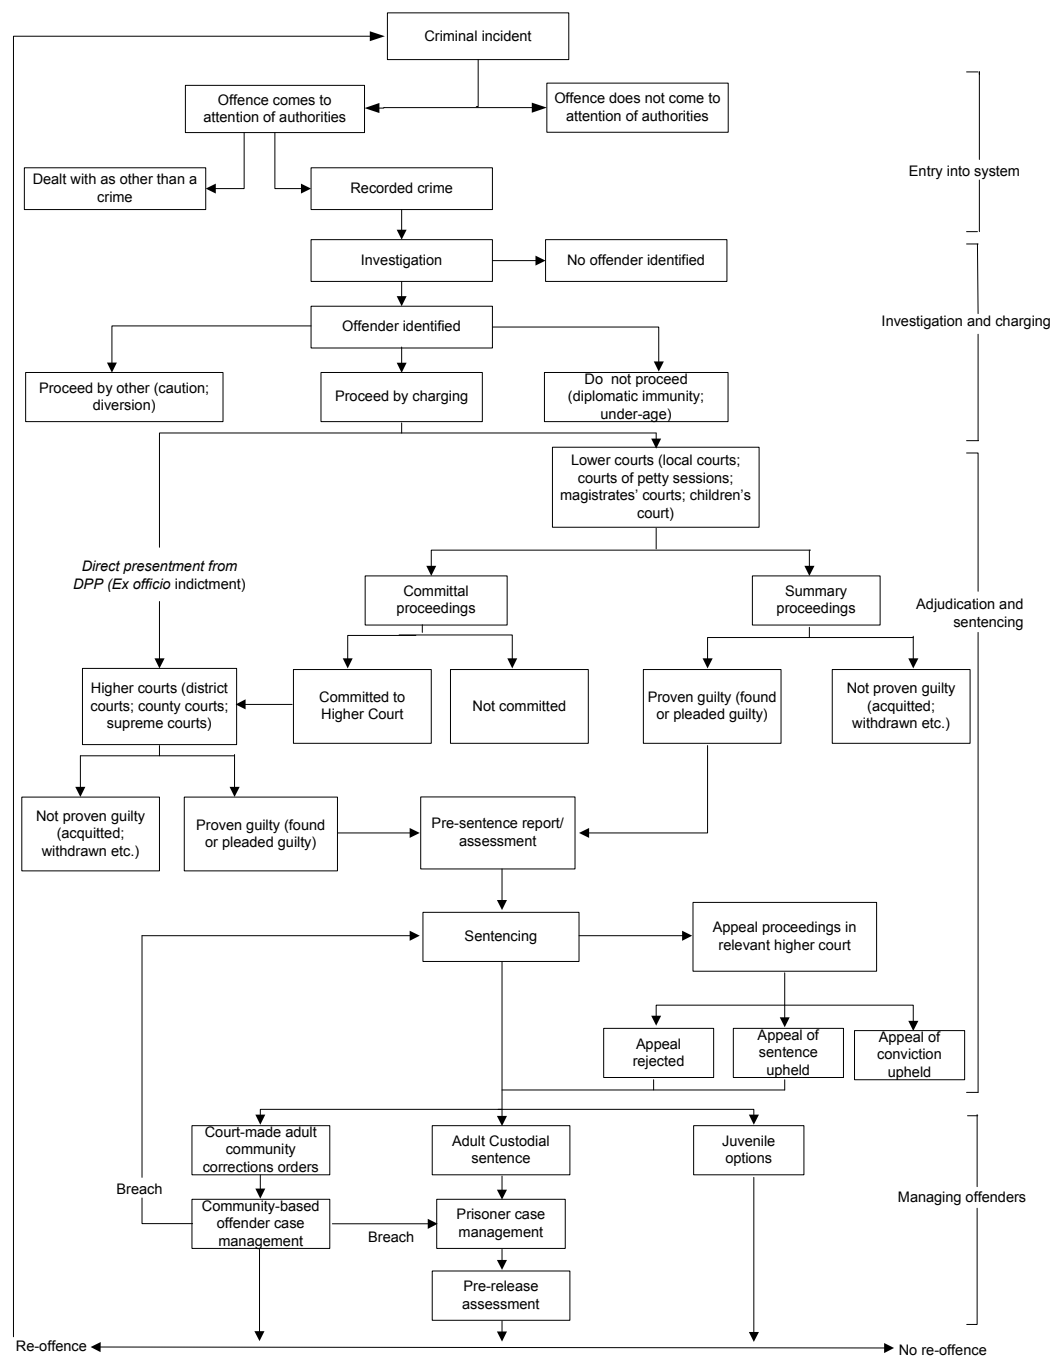 Criminal incident
Offence comes to
attention of authorities
Offence does not come to
attention of authorities
Entry into system
Dealt with as other than a
crime
Recorded crime
Investigation
No offender identified
Investigation and charging
Offender identified
Proceed by other (caution;
diversion)
Proceed by charging
Do not proceed
(diplomatic immunity;
under-age)
Lower courts (local courts;
courts of petty sessions;
magistrates' courts; children's
court)
Direct presentment from
DPP (Ex officio indictment)
Committal
proceedings
Summary
proceedings
Adjudication and
sentencing
Higher courts (district
courts; county courts;
supreme courts)
Committed to
Higher Court
Not committed
Proven guilty (found
or pleaded guilty)
Not proven guilty
(acquitted;
withdrawn etc.)
Not proven guilty
(acquitted;
withdrawn etc.)
Proven guilty (found
or pleaded guilty)
Pre-sentence report/
assessment
Sentencing
Appeal proceedings in
relevant higher court
Appeal
rejected
Appeal of
sentence
upheld
Appeal of
conviction
upheld
Court-made adult
community
corrections orders
Adult Custodial
sentence
Juvenile
options
Breach
Community-based
offender case
management
Breach
Prisoner case
management
Managing offenders
Pre-release
assessment
Re-offence
No re-offence